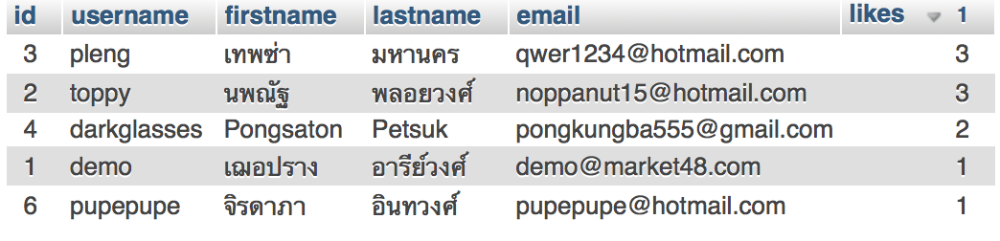 id username firstname lastname email likes 1
3 pleng เทพซ่า มหานคร qwer1234@hotmail.com 3
2 toppy นพณัฐ พลอยวงศ์ noppanut15@hotmail.com 3
4 darkglasses Pongsaton Petsuk pongkungba555@gmail.com 2
1 demo เฌอปราง อารีย์วงศ์ demo@market48.com 1
6 pupepupe จิรดาภา อินทวงศ์ pupepupe@hotmail.com 1